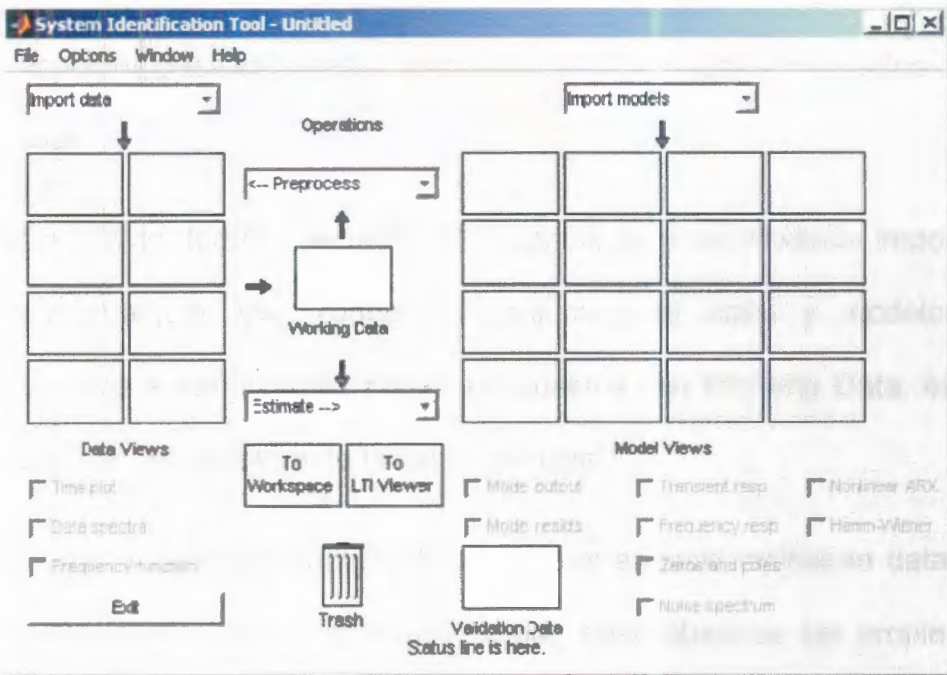 System Identification Tool - Untitled
File Options Window Help
Import data
Import models
Operations
<-- Preprocess
Working Data
Estimate -->
Data Views
Model Views
To Workspace
To LTI Viewer
Time plot
Data spectra
Frequency function
Model output
Model resids
Transient resp
Frequency resp
Zeros and poles
Noise spectrum
Nonlinear ARX
Hamm-Wiener
Exit
Trash
Validation Data
Status line is here.